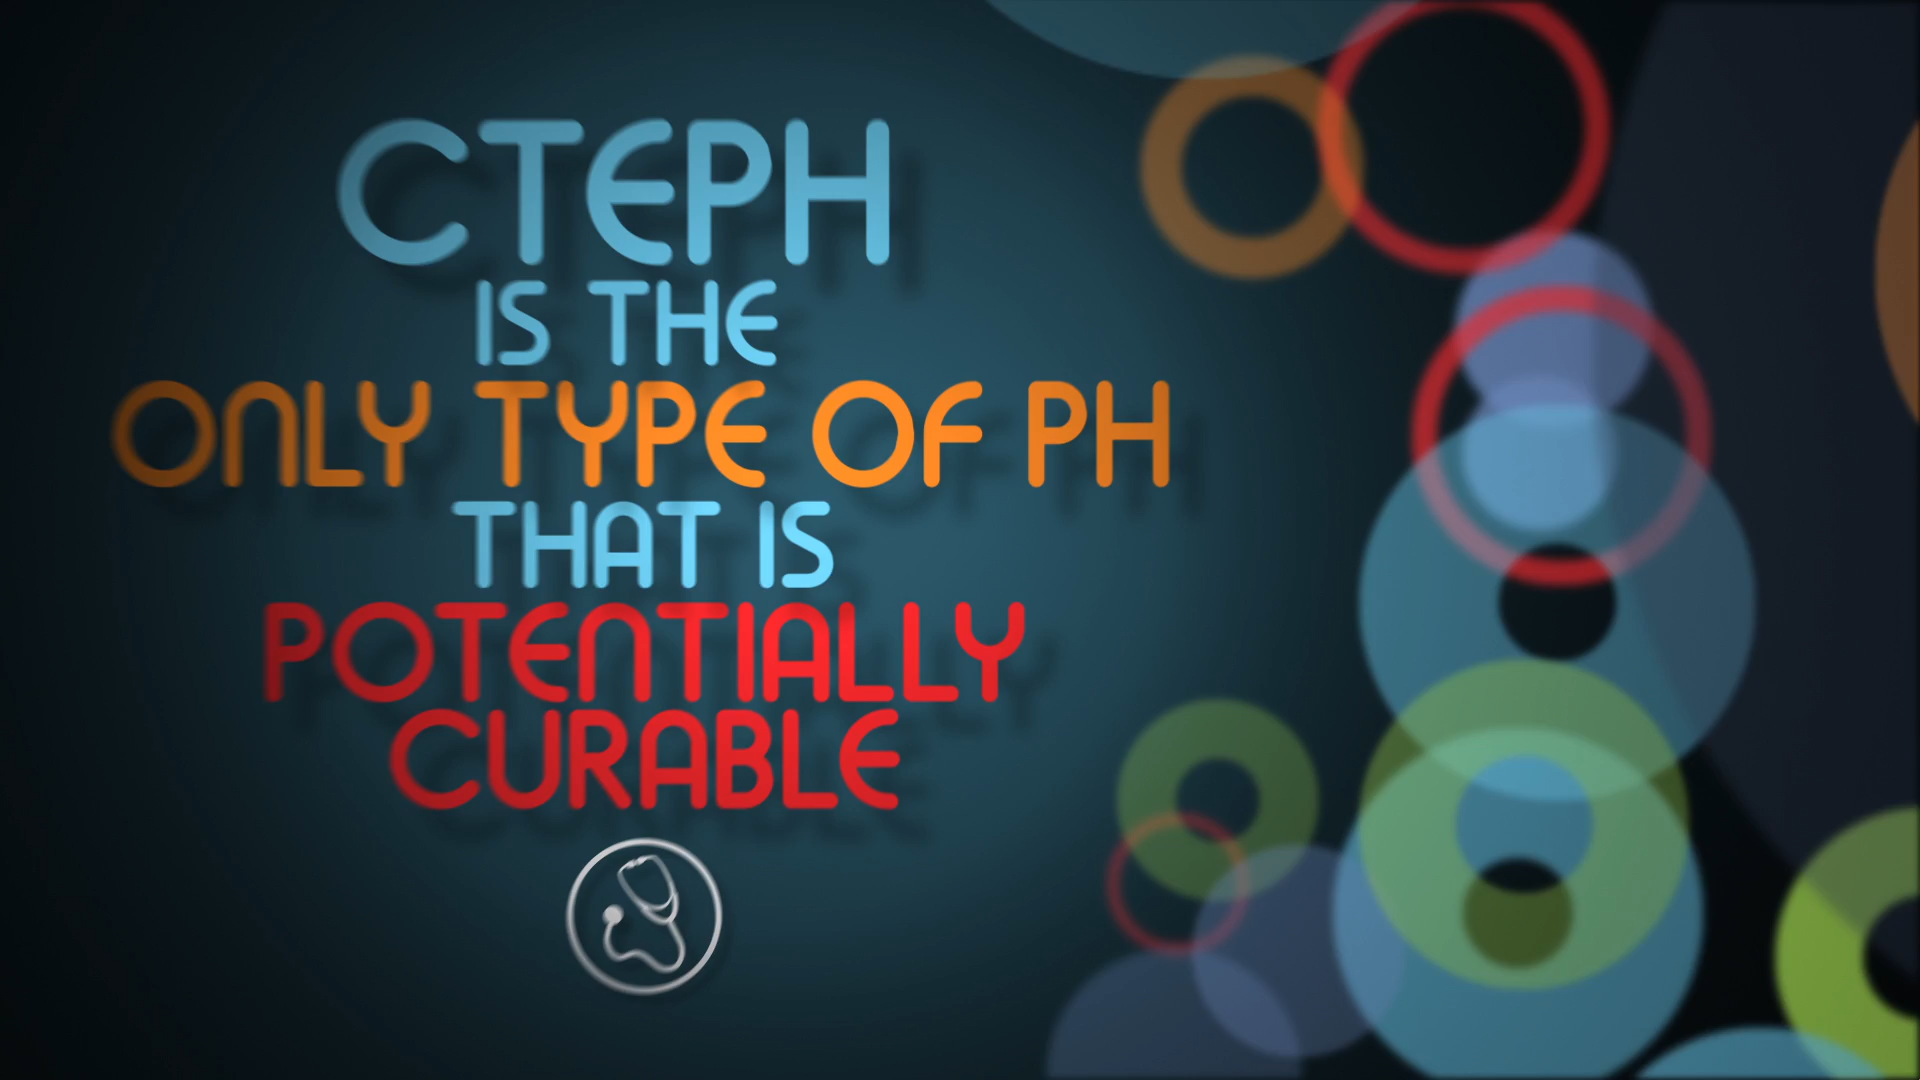 CTEPH
IS THE
ONLY TYPE OF PH
THAT IS
POTENTIALLY
CURABLE